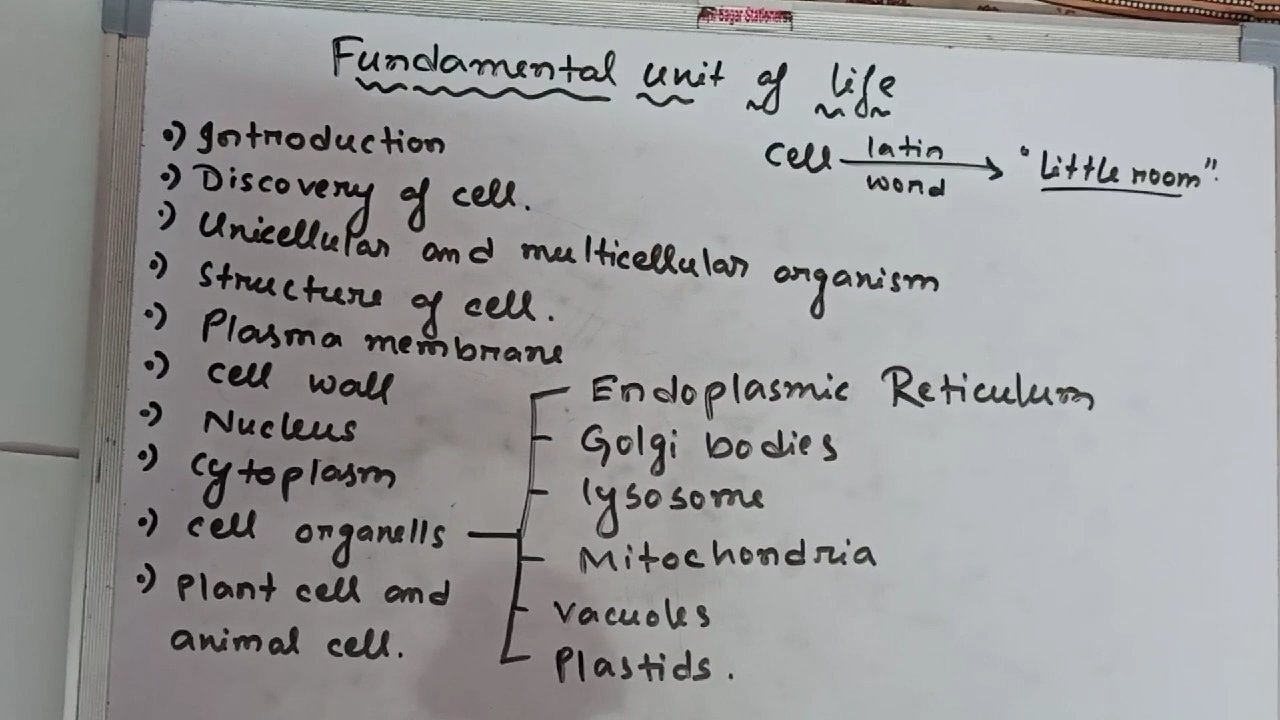 Fundamental unit of life
•) Introduction
cell latin word → "Little room".
•) Discovery of cell.
•) Unicellular and multicellular organism
•) Structure of cell.
•) Plasma membrane
•) cell wall
•) Nucleus
•) Cytoplasm
•) cell organells
Endoplasmic Reticulum
Golgi bodies
lysosome
Mitochondria
vacuoles
Plastids.
•) plant cell and
animal cell.